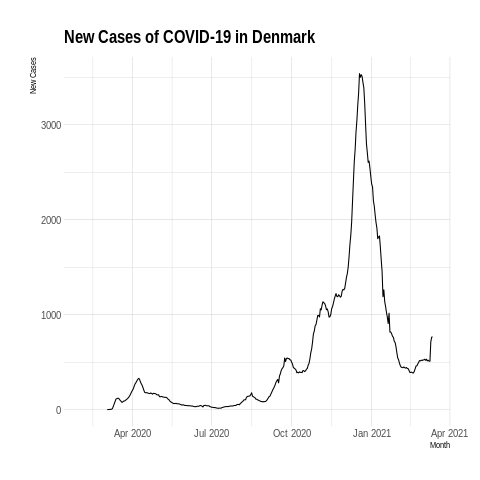 New Cases of COVID-19 in Denmark
New Cases
3000
2000
1000
0
Apr 2020 Jul 2020 Oct 2020 Jan 2021 Apr 2021
Month